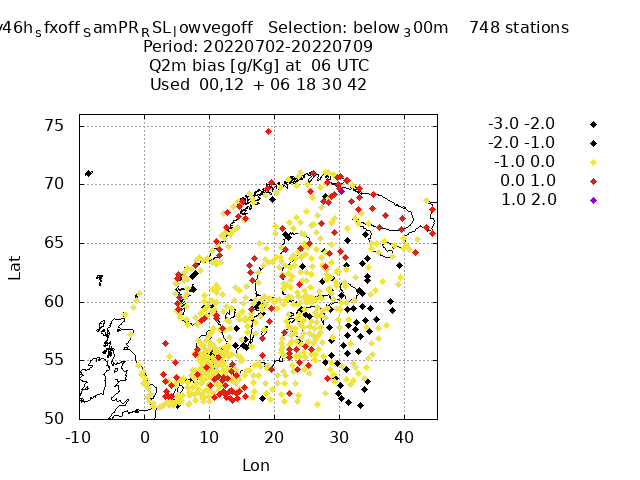 v46h_sfxoff_SamPR_RSL_lowvegoff Selection: below_300m 748 stations
Period: 20220702-20220709
Q2m bias [g/Kg] at 06 UTC
Used 00,12 + 06 18 30 42
-3.0 -2.0
-2.0 -1.0
-1.0 0.0
0.0 1.0
1.0 2.0
75
70
65
60
55
50
Lat
-10 0 10 20 30 40
Lon